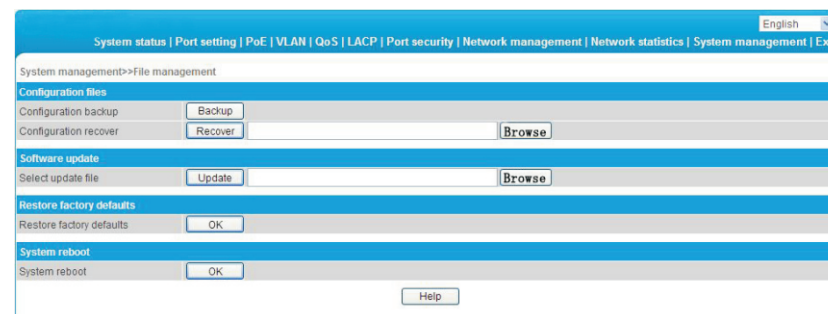 English
System status | Port setting | PoE | VLAN | QoS | LACP | Port security | Network management | Network statistics | System management | Ex
System management>>File management
Configuration files
Configuration backup Backup
Configuration recover Recover Browse
Software update
Select update file Update Browse
Restore factory defaults
Restore factory defaults OK
System reboot
System reboot OK
Help